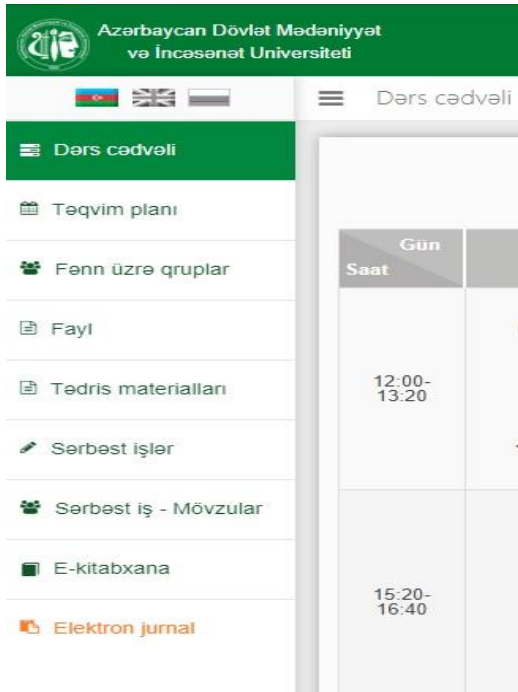 Azərbaycan Dövlət Mədəniyyət
və İncəsənət Universiteti
Dərs cədvəli
Dərs cədvəli
Təqvim planı
Fənn üzrə qruplar
Fayl
Tədris materialları
Sərbəst işlər
Sərbəst iş - Mövzular
E-kitabxana
Elektron jurnal
Gün
Saat
12:00-
13:20
15:20-
16:40